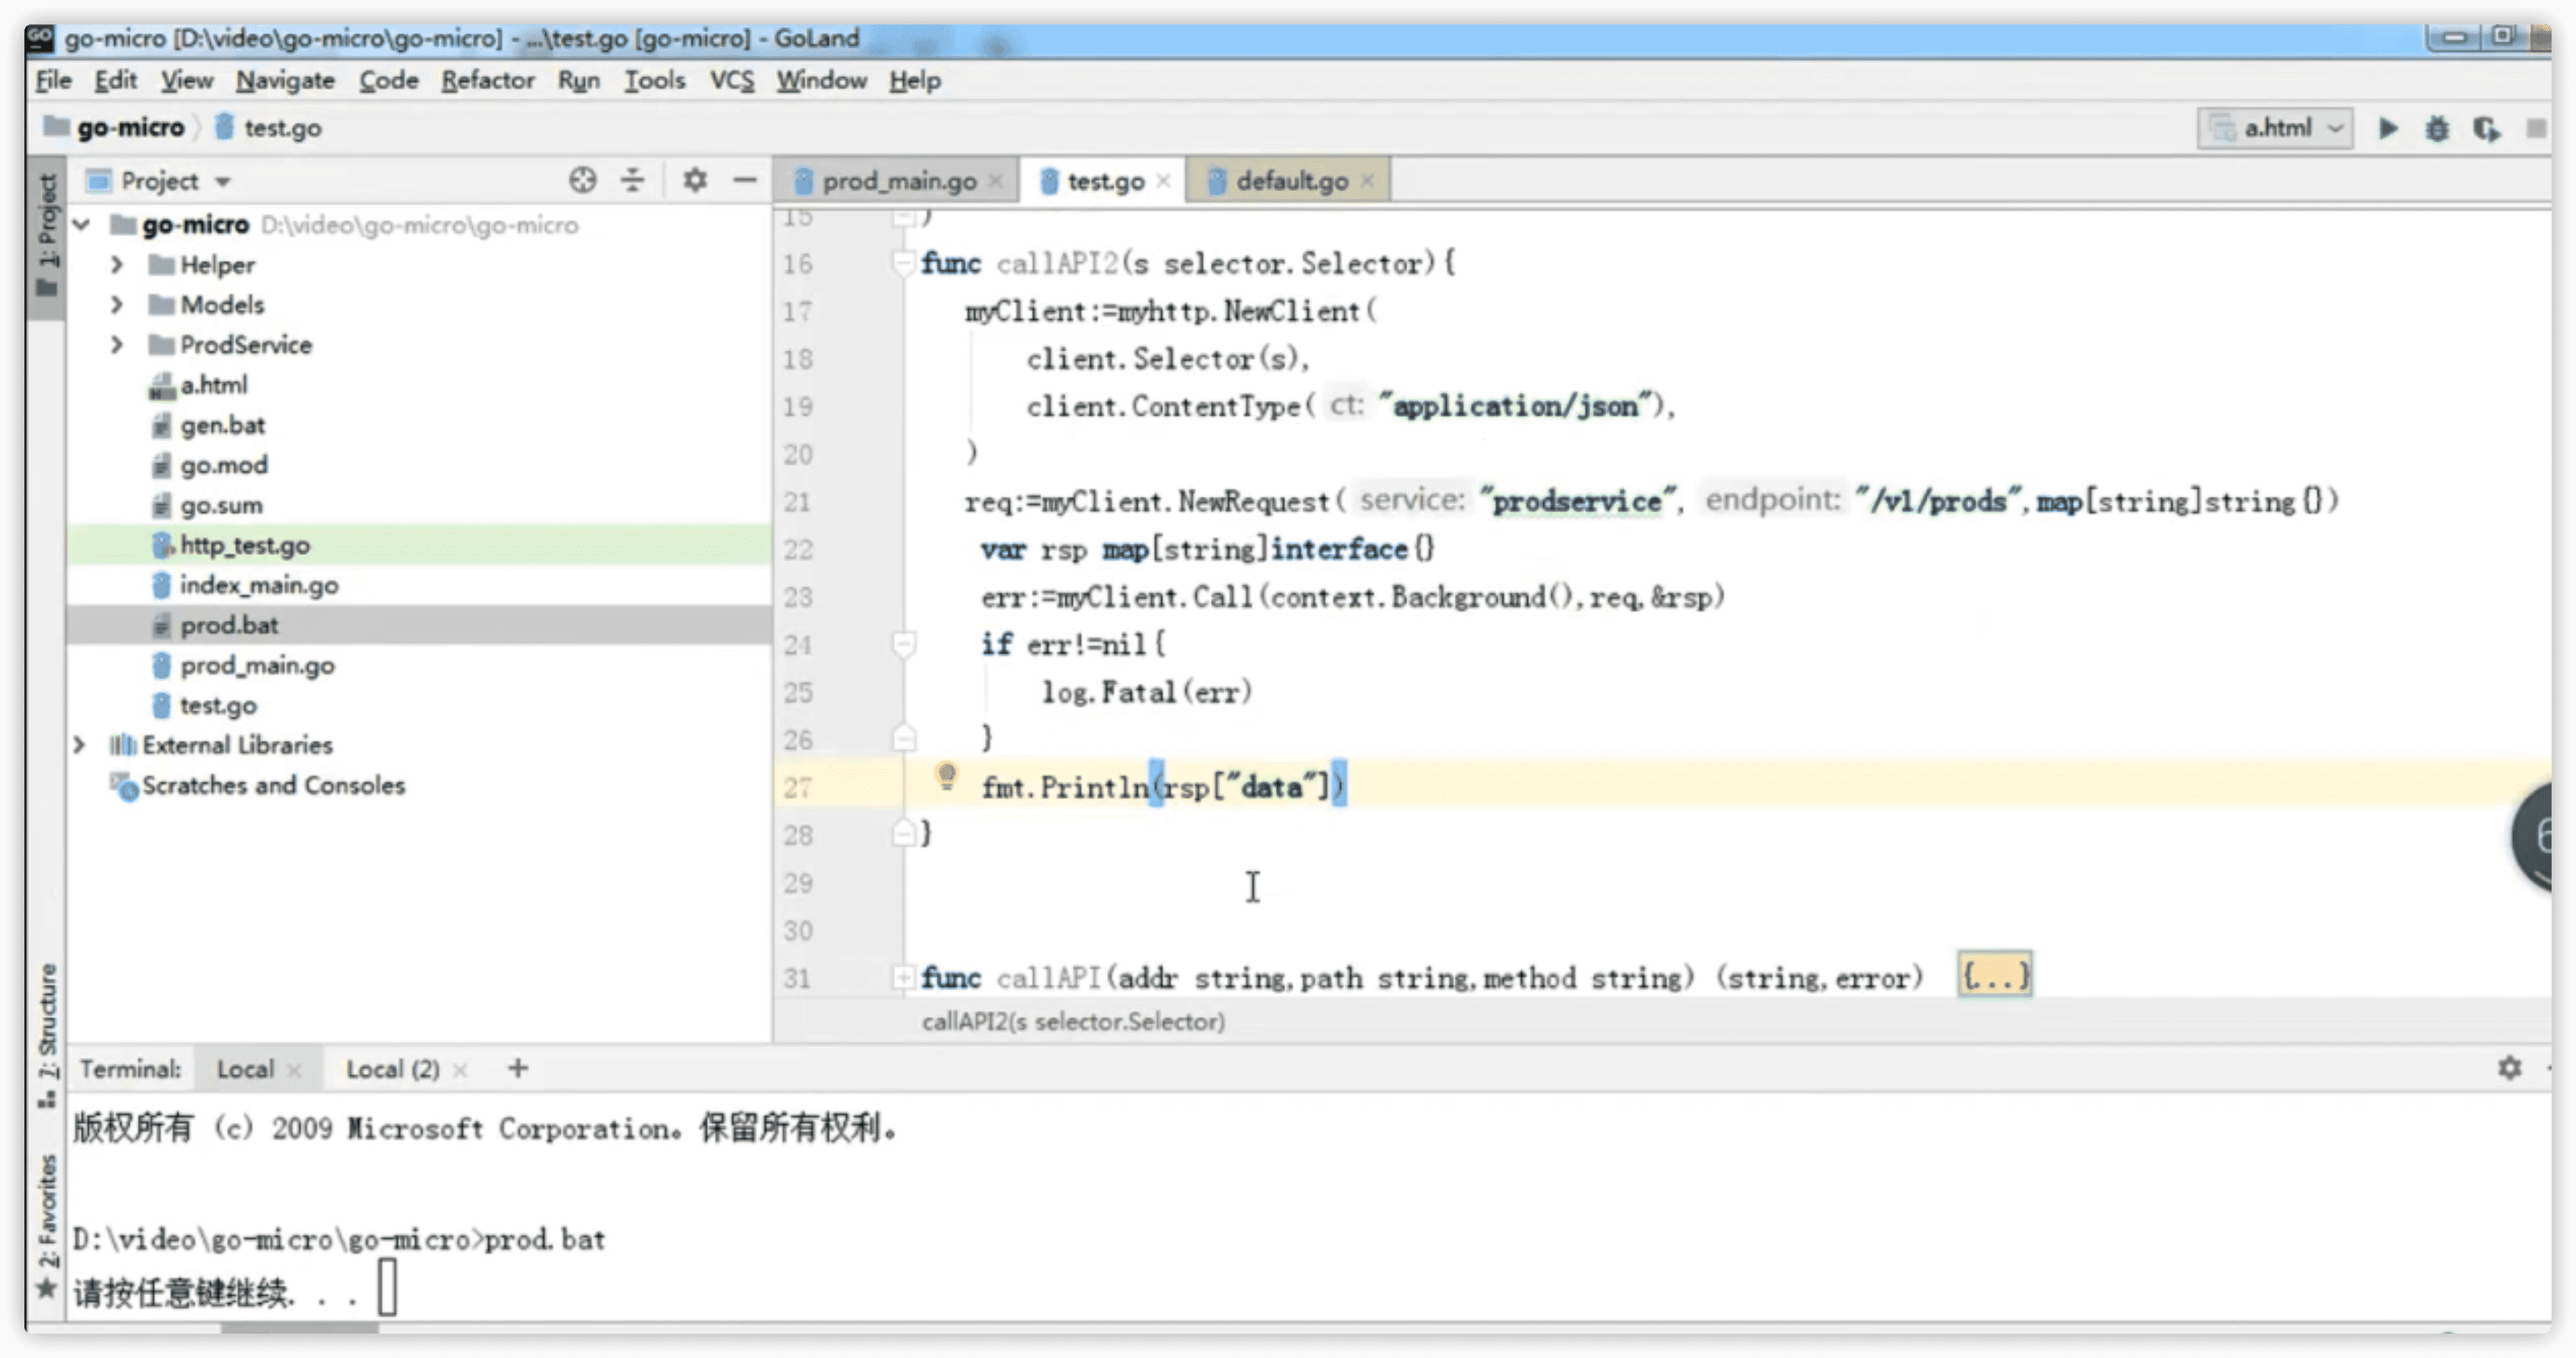 go-micro [D:\video\go-micro\go-micro] - ...\test.go [go-micro] - GoLand
File Edit View Navigate Code Refactor Run Tools VCS Window Help
go-micro test.go a.html
1: Project
Project
prod_main.go test.go default.go
go-micro D:\video\go-micro\go-micro
Helper
Models
ProdService
a.html
gen.bat
go.mod
go.sum
http_test.go
index_main.go
prod.bat
prod_main.go
test.go
External Libraries
Scratches and Consoles
15 )
16 func callAPI2(s selector.Selector){
17 myClient:=myhttp.NewClient(
18 client.Selector(s),
19 client.ContentType( ct: "application/json"),
20 )
21 req:=myClient.NewRequest( service: "prodservice", endpoint: "/v1/prods",map[string]string{})
22 var rsp map[string]interface{}
23 err:=myClient.Call(context.Background(),req,&rsp)
24 if err!=nil{
25 log.Fatal(err)
26 }
27 fmt.Println(rsp["data"])
28 }
29
30
31 func callAPI(addr string,path string,method string) (string,error) {...}
callAPI2(s selector.Selector)
7: Structure
2: Favorites
Terminal: Local Local (2) +
版权所有 (c) 2009 Microsoft Corporation。保留所有权利。
D:\video\go-micro\go-micro>prod.bat
请按任意键继续. . .